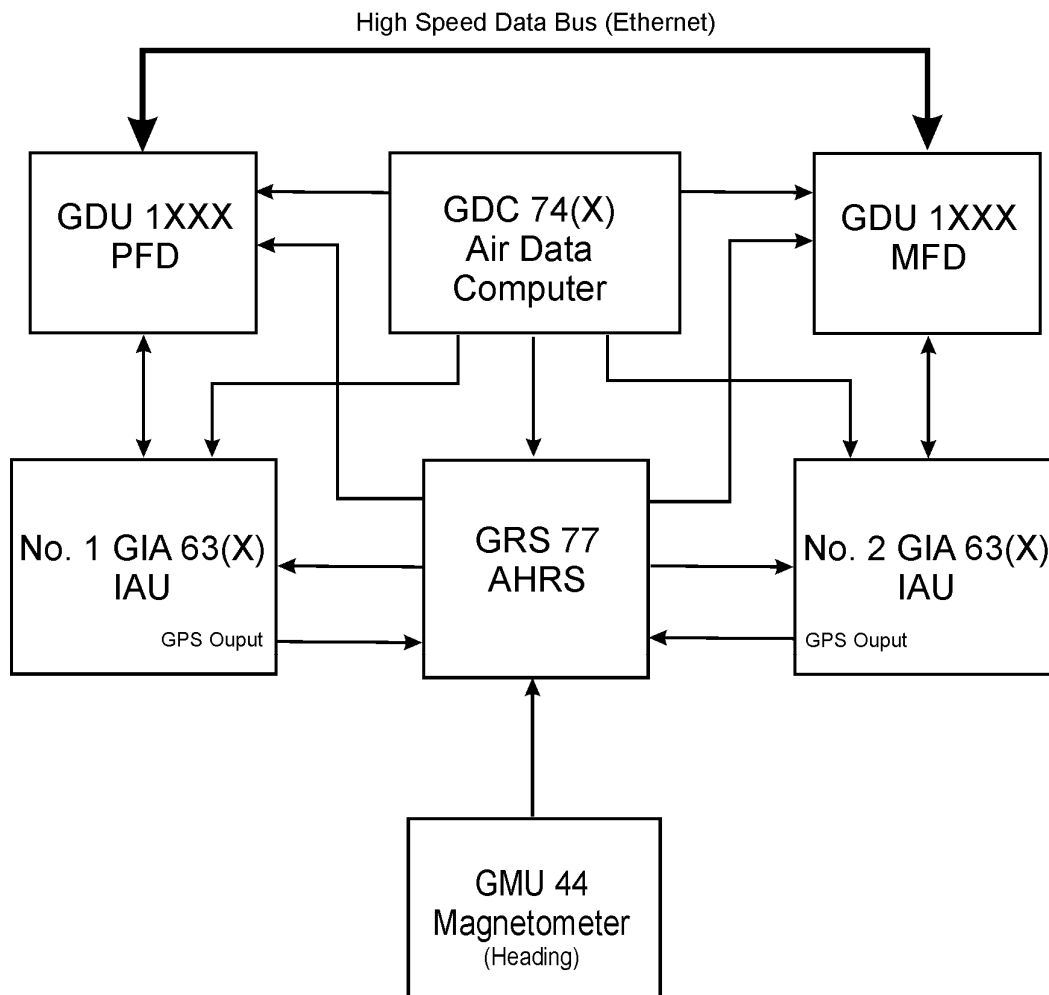 High Speed Data Bus (Ethernet)
GDU 1XXX
PFD
GDC 74(X)
Air Data
Computer
GDU 1XXX
MFD
No. 1 GIA 63(X)
IAU
GPS Ouput
GRS 77
AHRS
No. 2 GIA 63(X)
IAU
GPS Ouput
GMU 44
Magnetometer
(Heading)